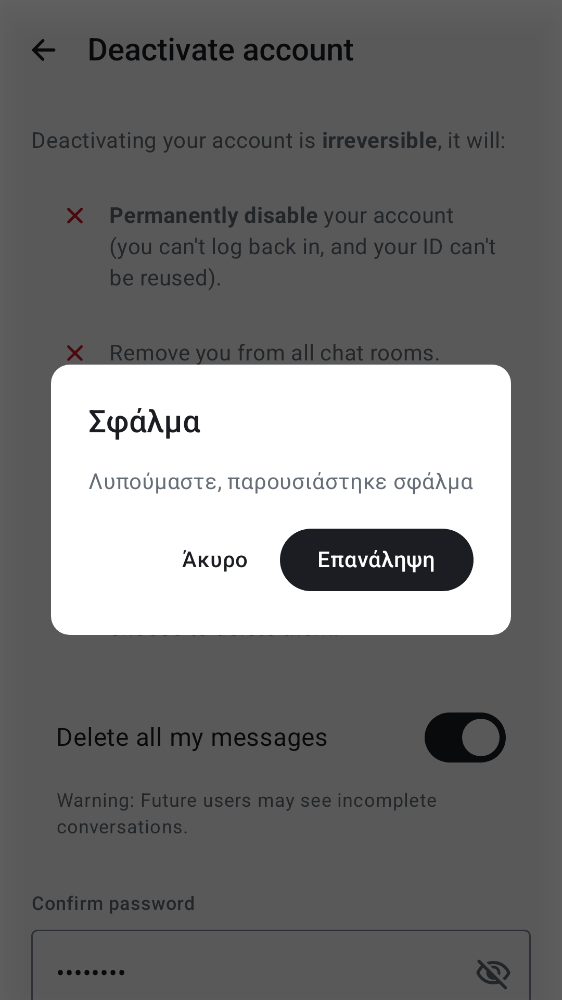 Deactivate account
Deactivating your account is irreversible, it will:
Permanently disable your account
(you can't log back in, and your ID can't
be reused).
Remove you from all chat rooms.
Σφάλμα
Λυπούμαστε, παρουσιάστηκε σφάλμα
Άκυρο
Επανάληψη
Delete all my messages
Warning: Future users may see incomplete
conversations.
Confirm password
••••••••